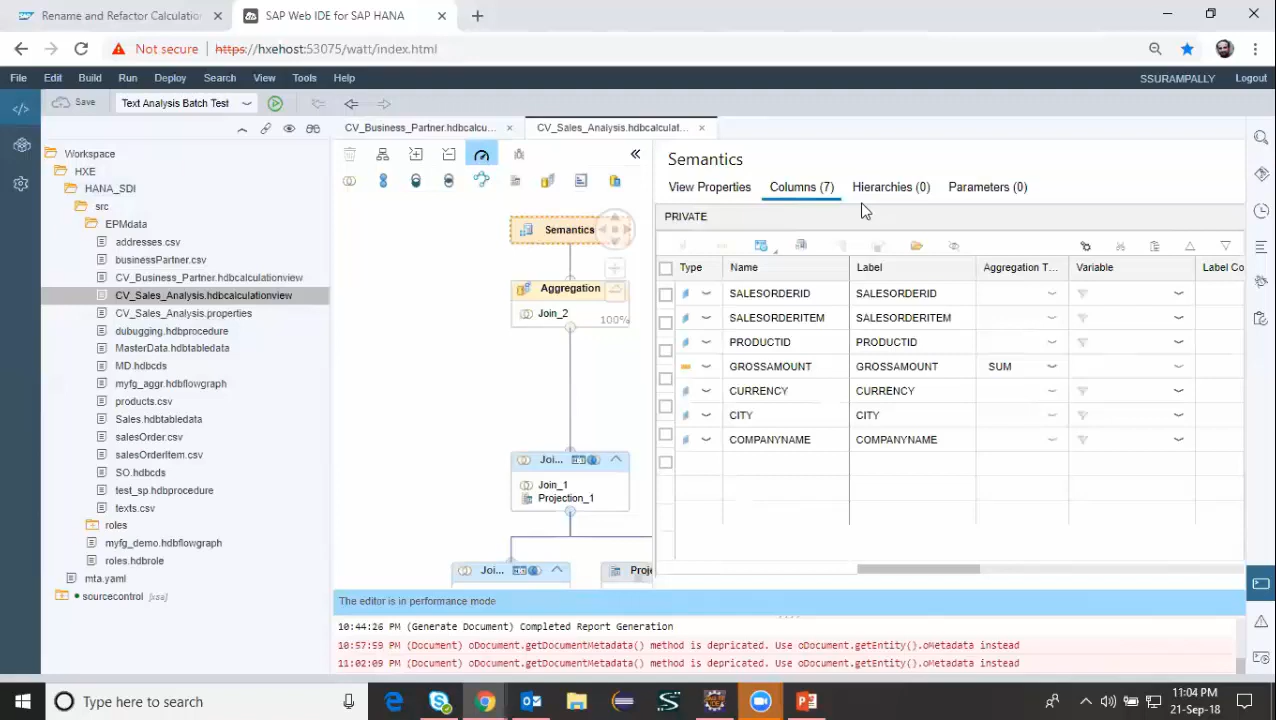 Rename and Refactor Calculation
SAP Web IDE for SAP HANA
Not secure
https://hxehost:53075/watt/index.html
File Edit Build Run Deploy Search View Tools Help
SSURAMPALLY Logout
Save
Text Analysis Batch Test
CV_Business_Partner.hdbcalcu...
CV_Sales_Analysis.hdbcalculat...
Workspace
HXE
HANA_SDI
src
EPMdata
addresses.csv
businessPartner.csv
CV_Business_Partner.hdbcalculationview
CV_Sales_Analysis.hdbcalculationview
CV_Sales_Analysis.properties
dubugging.hdbprocedure
MasterData.hdbtabledata
MD.hdbcds
myfg_aggr.hdbflowgraph
products.csv
Sales.hdbtabledata
salesOrder.csv
salesOrderItem.csv
SO.hdbcds
test_sp.hdbprocedure
texts.csv
roles
myfg_demo.hdbflowgraph
roles.hdbrole
mta.yaml
sourcecontrol [xsa]
Semantics
Aggregation
Join_2
100%
Joi...
Join_1
Projection_1
Joi...
Proje
Semantics
View Properties Columns (7) Hierarchies (0) Parameters (0)
PRIVATE
Type Name Label Aggregation T... Variable Label Co
SALESORDERID SALESORDERID
SALESORDERITEM SALESORDERITEM
PRODUCTID PRODUCTID
GROSSAMOUNT GROSSAMOUNT SUM
CURRENCY CURRENCY
CITY CITY
COMPANYNAME COMPANYNAME
The editor is in performance mode
10:44:26 PM (Generate Document) Completed Report Generation
10:57:59 PM (Document) oDocument.getDocumentMetadata() method is depricated. Use oDocument.getEntity().oMetadata instead
11:02:09 PM (Document) oDocument.getDocumentMetadata() method is depricated. Use oDocument.getEntity().oMetadata instead
Type here to search
11:04 PM
21-Sep-18